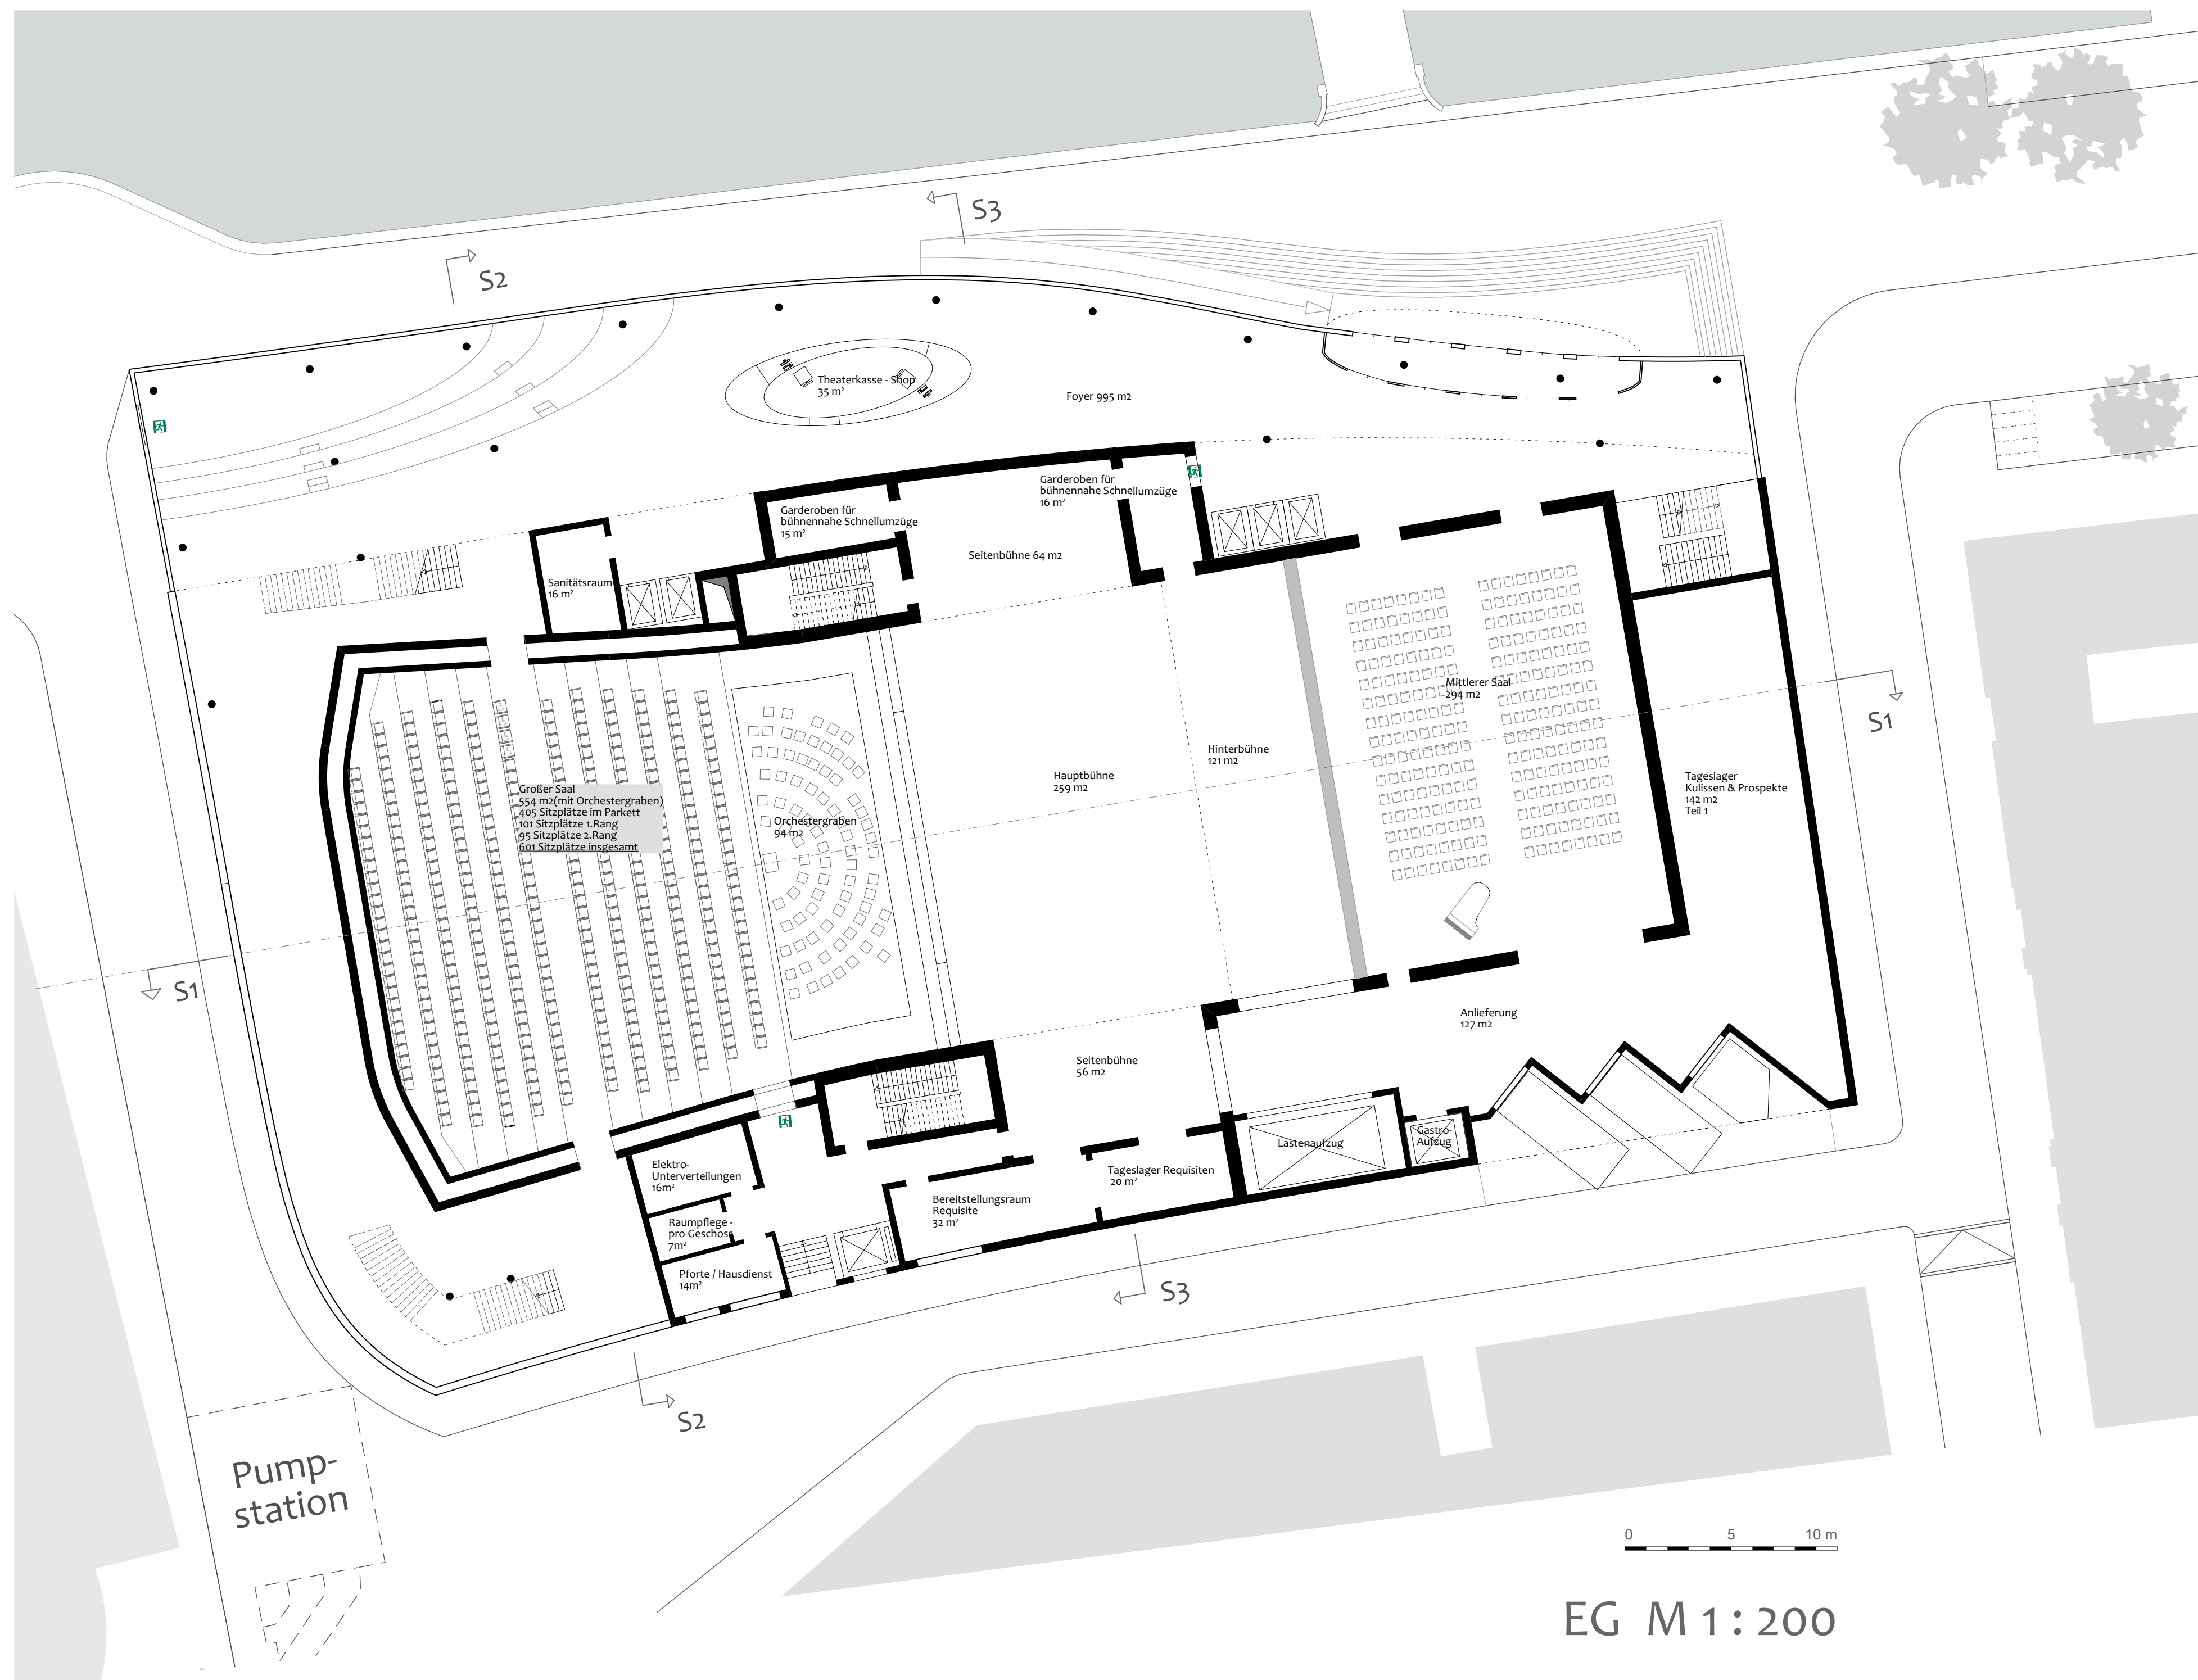 S3
S2
Theaterkasse - Shop
35 m²
Foyer 995 m2
Garderoben für
bühnennahe Schnellumzüge
16 m²
Garderoben für
bühnennahe Schnellumzüge
15 m²
Seitenbühne 64 m2
Sanitätsraum
16 m²
Mittlerer Saal
294 m2
S1
Hinterbühne
121 m2
Hauptbühne
259 m2
Tageslager
Kulissen & Prospekte
142 m2
Teil 1
Großer Saal
554 m2(mit Orchestergraben)
405 Sitzplätze im Parkett
101 Sitzplätze 1.Rang
95 Sitzplätze 2.Rang
601 Sitzplätze insgesamt
Orchestergraben
94 m2
S1
Anlieferung
127 m2
Seitenbühne
56 m2
Lastenaufzug
Gastro-
Aufzug
Elektro-
Unterverteilungen
16m²
Tageslager Requisiten
20 m²
Bereitstellungsraum
Requisite
32 m²
Raumpflege -
pro Geschoss
7m²
Pforte / Hausdienst
14m²
S3
S2
Pump-
station
0 5 10 m
EG M 1 : 200